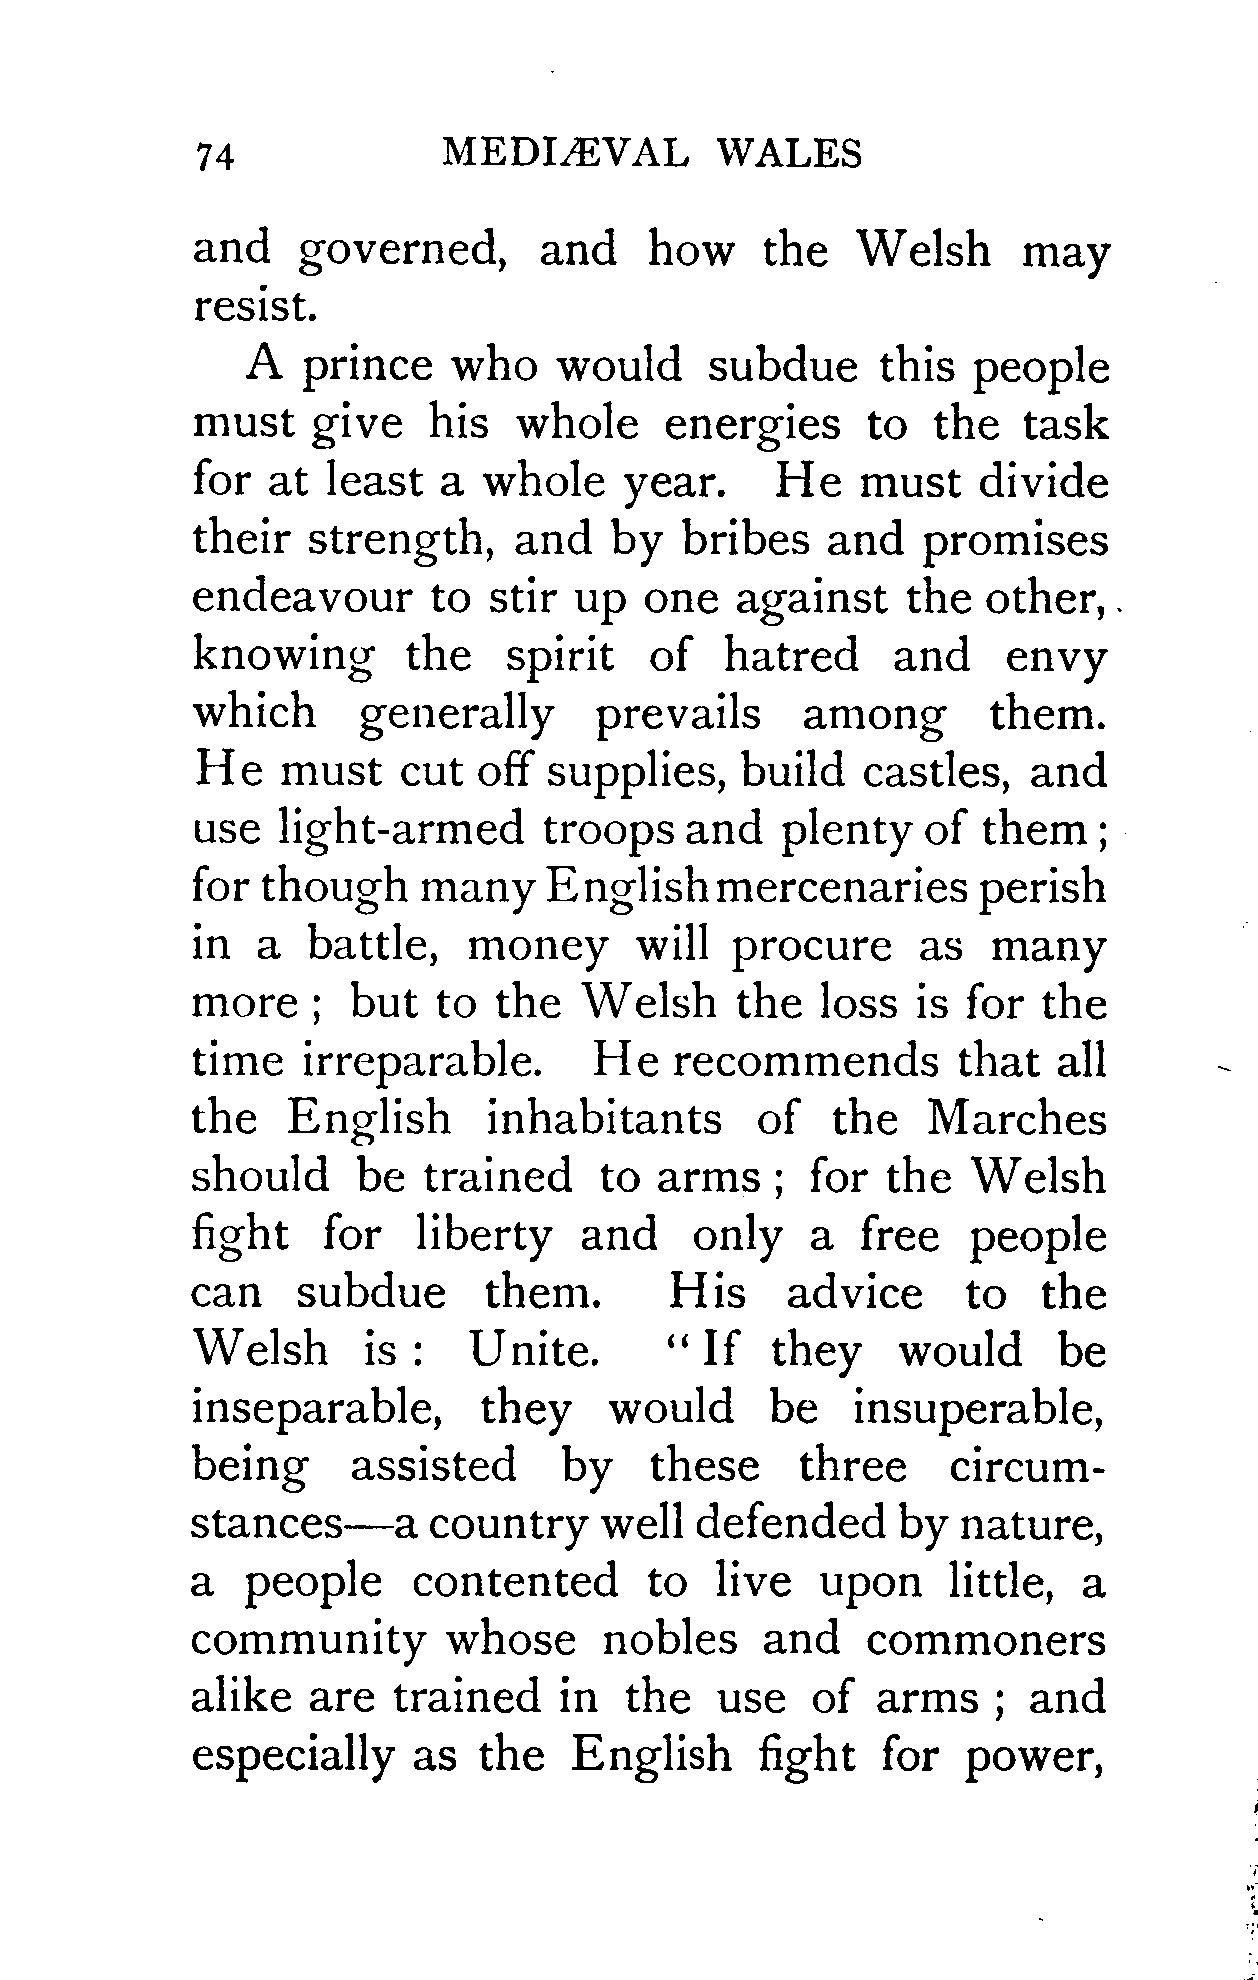 74 MEDIÆVAL WALES
and governed, and how the Welsh may
resist.
A prince who would subdue this people
must give his whole energies to the task
for at least a whole year. He must divide
their strength, and by bribes and promises
endeavour to stir up one against the other,
knowing the spirit of hatred and envy
which generally prevails among them.
He must cut off supplies, build castles, and
use light-armed troops and plenty of them ;
for though many English mercenaries perish
in a battle, money will procure as many
more ; but to the Welsh the loss is for the
time irreparable. He recommends that all
the English inhabitants of the Marches
should be trained to arms ; for the Welsh
fight for liberty and only a free people
can subdue them. His advice to the
Welsh is : Unite. “ If they would be
inseparable, they would be insuperable,
being assisted by these three circum-
stances—a country well defended by nature,
a people contented to live upon little, a
community whose nobles and commoners
alike are trained in the use of arms ; and
especially as the English fight for power,